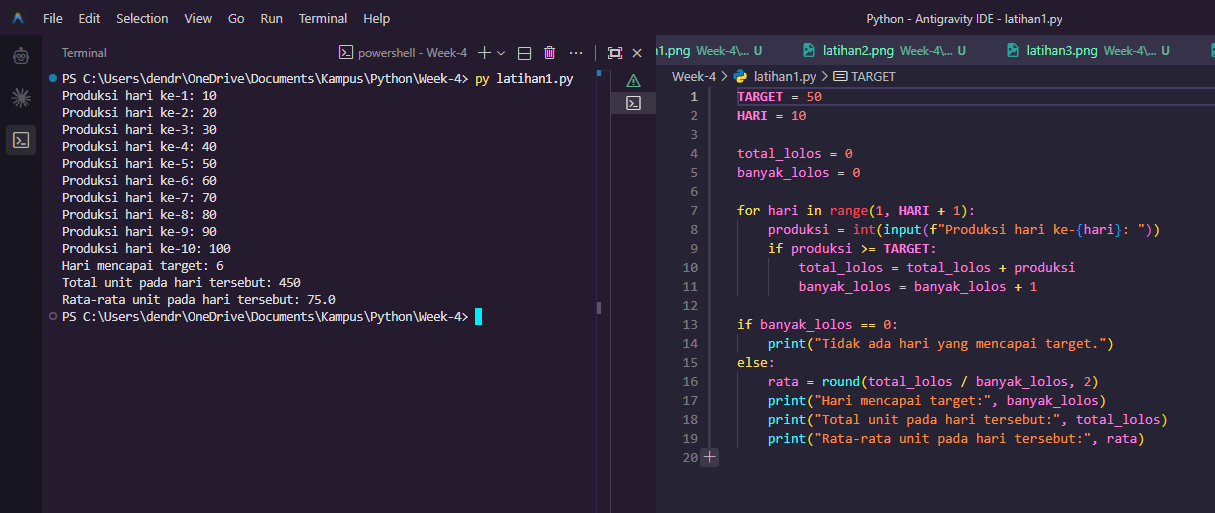 File Edit Selection View Go Run Terminal Help
Python - Antigravity IDE - latihan1.py
Terminal
powershell - Week-4
PS C:\Users\dendr\OneDrive\Documents\Kampus\Python\Week-4> py latihan1.py
Produksi hari ke-1: 10
Produksi hari ke-2: 20
Produksi hari ke-3: 30
Produksi hari ke-4: 40
Produksi hari ke-5: 50
Produksi hari ke-6: 60
Produksi hari ke-7: 70
Produksi hari ke-8: 80
Produksi hari ke-9: 90
Produksi hari ke-10: 100
Hari mencapai target: 6
Total unit pada hari tersebut: 450
Rata-rata unit pada hari tersebut: 75.0
PS C:\Users\dendr\OneDrive\Documents\Kampus\Python\Week-4>
n1.png Week-4\... U latihan2.png Week-4\... U latihan3.png Week-4\... U
Week-4 > latihan1.py > TARGET
1 TARGET = 50
2 HARI = 10
3
4 total_lolos = 0
5 banyak_lolos = 0
6
7 for hari in range(1, HARI + 1):
8     produksi = int(input(f"Produksi hari ke-{hari}: "))
9     if produksi >= TARGET:
10         total_lolos = total_lolos + produksi
11         banyak_lolos = banyak_lolos + 1
12
13 if banyak_lolos == 0:
14     print("Tidak ada hari yang mencapai target.")
15 else:
16     rata = round(total_lolos / banyak_lolos, 2)
17     print("Hari mencapai target:", banyak_lolos)
18     print("Total unit pada hari tersebut:", total_lolos)
19     print("Rata-rata unit pada hari tersebut:", rata)
20